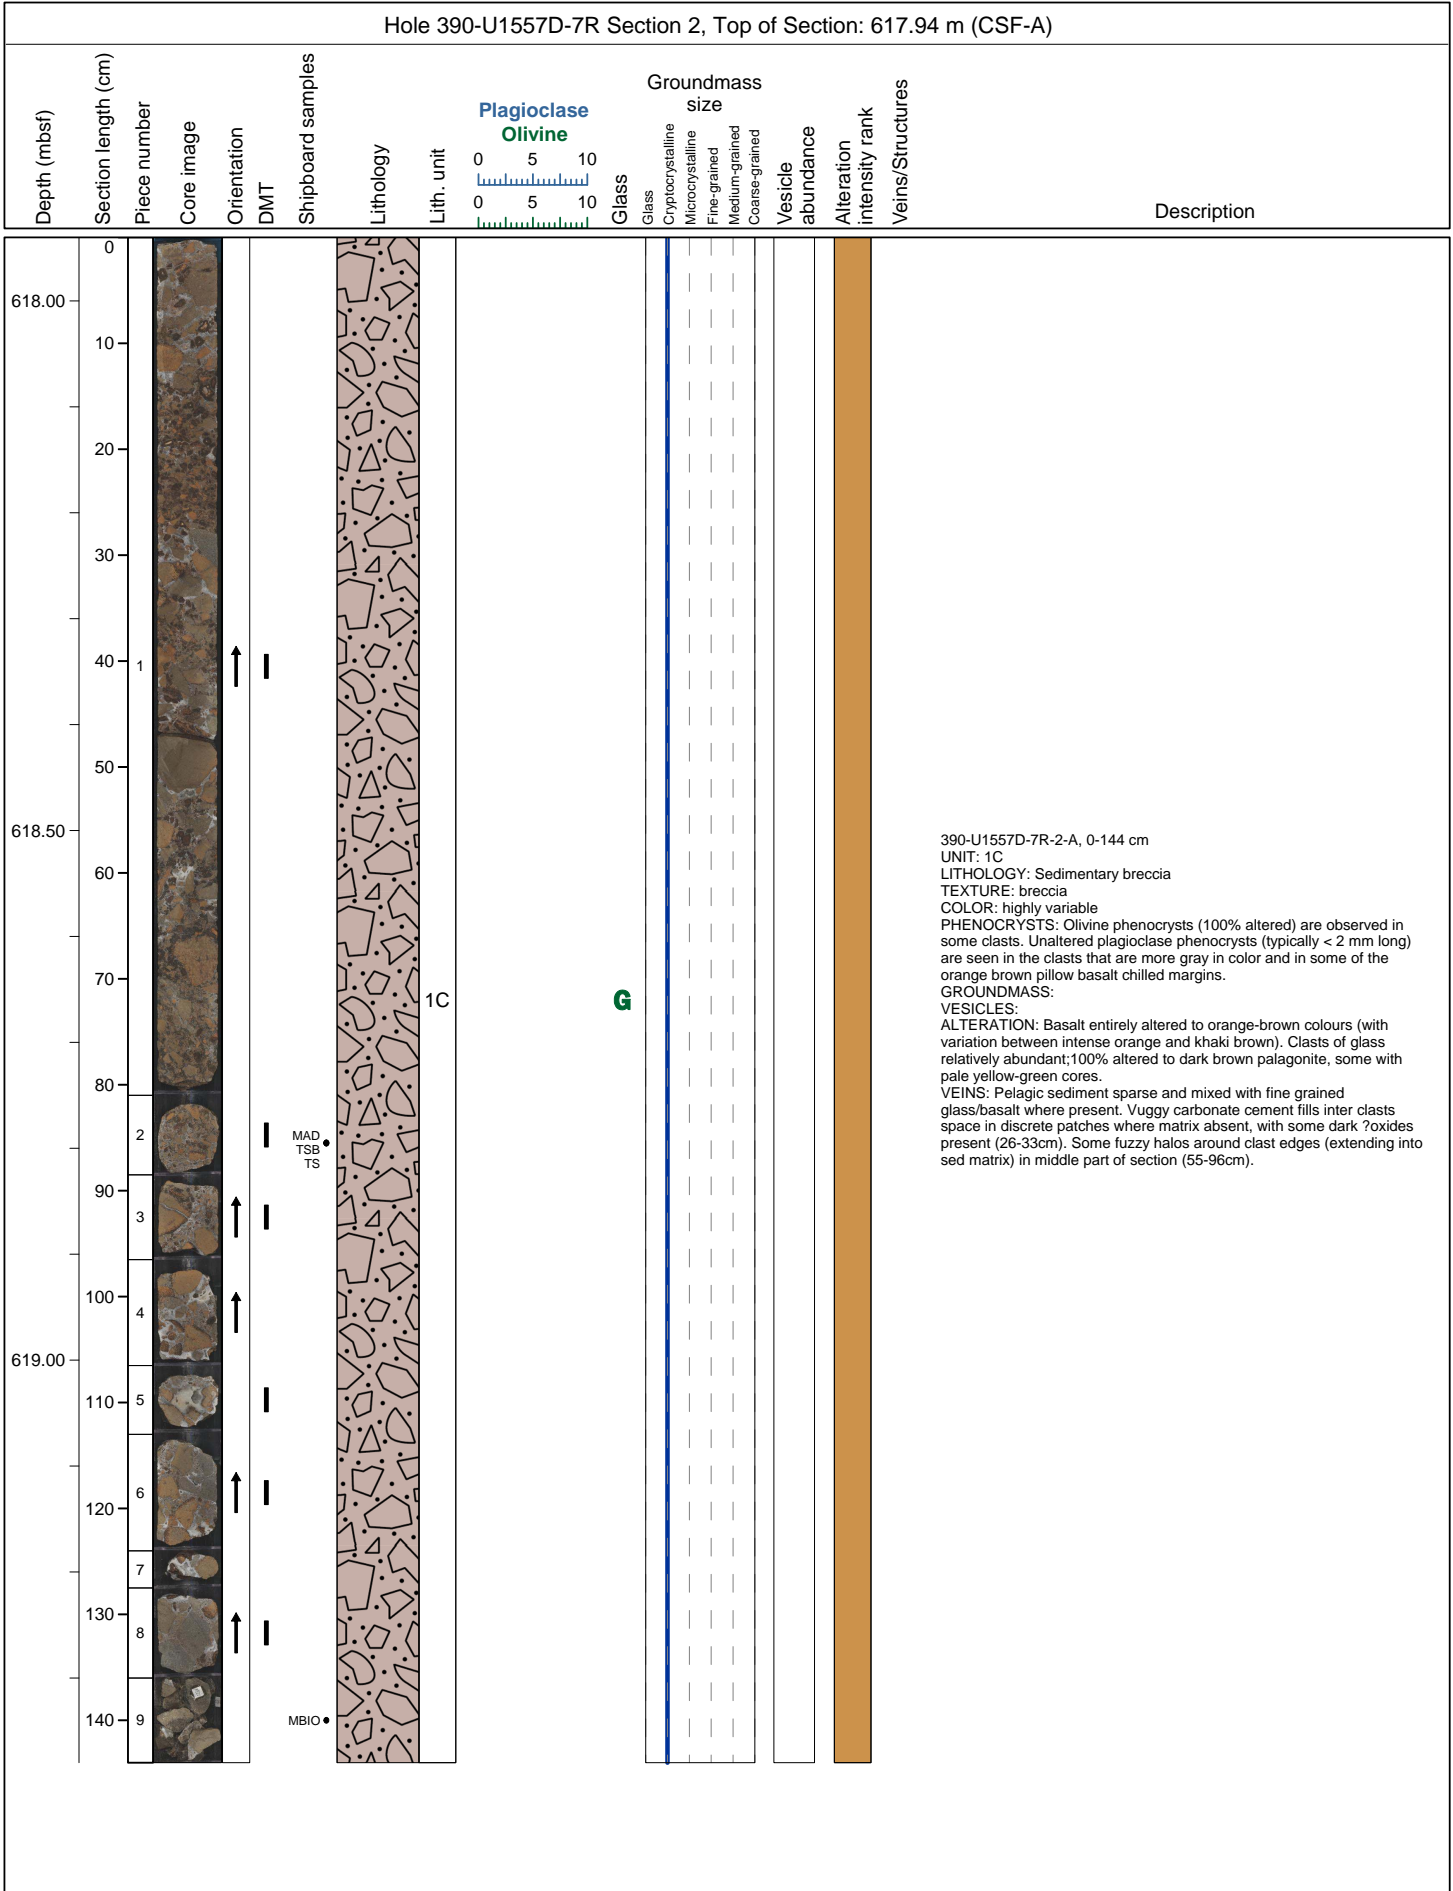 Hole 390-U1557D-7R Section 2, Top of Section: 617.94 m (CSF-A)
Depth (mbsf)
Section length (cm)
Piece number
Core image
Orientation
DMT
Shipboard samples
Lithology
Lith. unit
Plagioclase
Olivine
0 5 10
0 5 10
Glass
Groundmass
size
Glass
Cryptocrystalline
Microcrystalline
Fine-grained
Medium-grained
Coarse-grained
Vesicle
abundance
Alteration
intensity rank
Veins/Structures
Description
0
618.00
10
20
30
40
1
50
618.50
60
70
1C
G
80
2
MAD
TSB
TS
90
3
100
4
619.00
110
5
120
6
7
130
8
140
9
MBIO
390-U1557D-7R-2-A, 0-144 cm
UNIT: 1C
LITHOLOGY: Sedimentary breccia
TEXTURE: breccia
COLOR: highly variable
PHENOCRYSTS: Olivine phenocrysts (100% altered) are observed in
some clasts. Unaltered plagioclase phenocrysts (typically < 2 mm long)
are seen in the clasts that are more gray in color and in some of the
orange brown pillow basalt chilled margins.
GROUNDMASS:
VESICLES:
ALTERATION: Basalt entirely altered to orange-brown colours (with
variation between intense orange and khaki brown). Clasts of glass
relatively abundant;100% altered to dark brown palagonite, some with
pale yellow-green cores.
VEINS: Pelagic sediment sparse and mixed with fine grained
glass/basalt where present. Vuggy carbonate cement fills inter clasts
space in discrete patches where matrix absent, with some dark ?oxides
present (26-33cm). Some fuzzy halos around clast edges (extending into
sed matrix) in middle part of section (55-96cm).